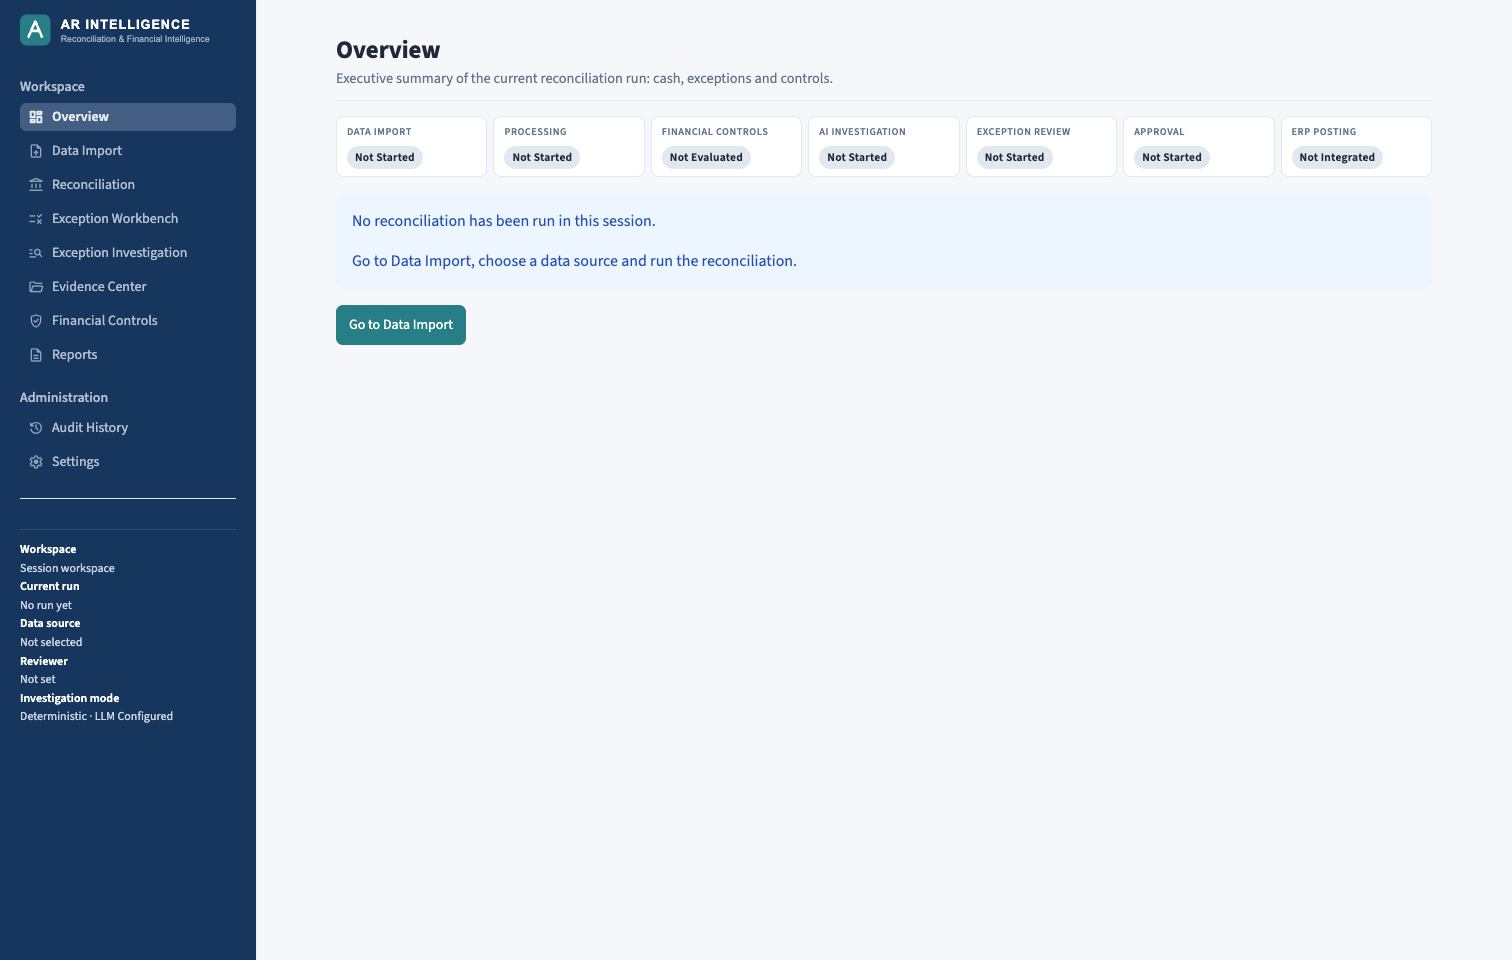 AR INTELLIGENCE
Reconciliation & Financial Intelligence
Workspace
Overview
Data Import
Reconciliation
Exception Workbench
Exception Investigation
Evidence Center
Financial Controls
Reports
Administration
Audit History
Settings
Workspace
Session workspace
Current run
No run yet
Data source
Not selected
Reviewer
Not set
Investigation mode
Deterministic · LLM Configured
Overview
Executive summary of the current reconciliation run: cash, exceptions and controls.
DATA IMPORT
Not Started
PROCESSING
Not Started
FINANCIAL CONTROLS
Not Evaluated
AI INVESTIGATION
Not Started
EXCEPTION REVIEW
Not Started
APPROVAL
Not Started
ERP POSTING
Not Integrated
No reconciliation has been run in this session.
Go to Data Import, choose a data source and run the reconciliation.
Go to Data Import